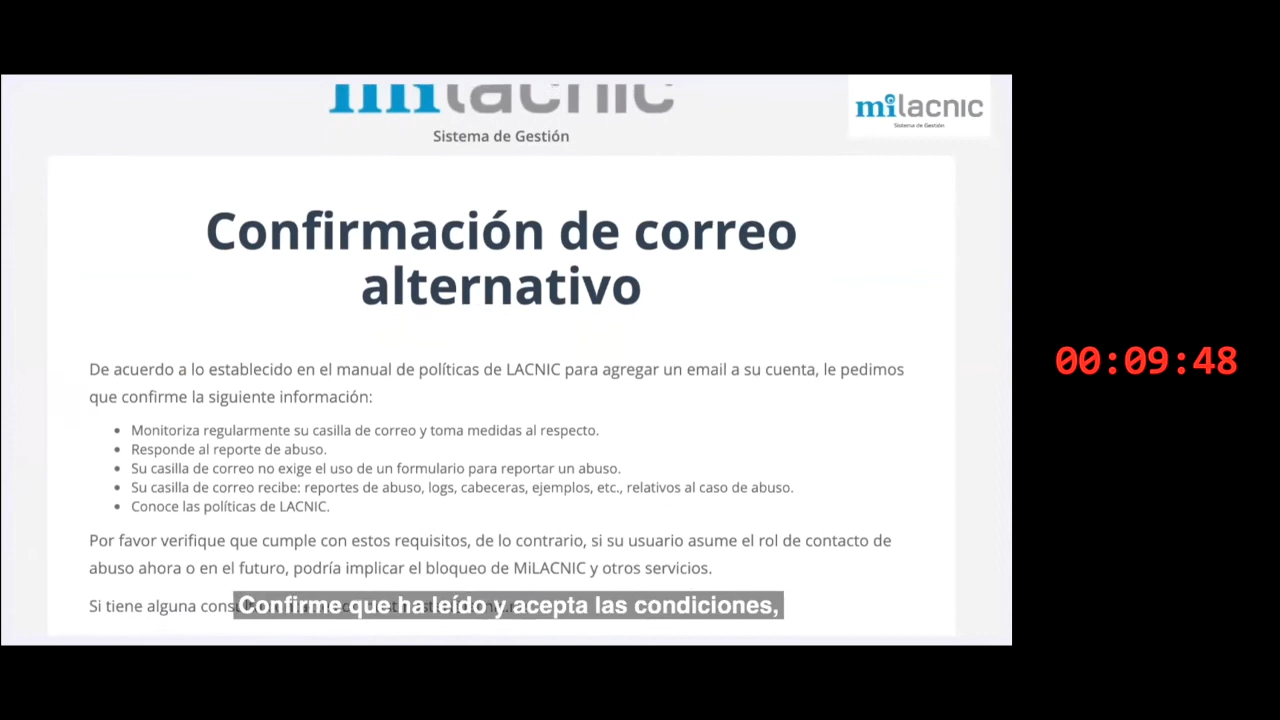 milacnic
Sistema de Gestión
milacnic
Sistema de Gestión
Confirmación de correo
alternativo
De acuerdo a lo establecido en el manual de políticas de LACNIC para agregar un email a su cuenta, le pedimos
que confirme la siguiente información:
Monitoriza regularmente su casilla de correo y toma medidas al respecto.
Responde al reporte de abuso.
Su casilla de correo no exige el uso de un formulario para reportar un abuso.
Su casilla de correo recibe: reportes de abuso, logs, cabeceras, ejemplos, etc., relativos al caso de abuso.
Conoce las políticas de LACNIC.
Por favor verifique que cumple con estos requisitos, de lo contrario, si su usuario asume el rol de contacto de
abuso ahora o en el futuro, podría implicar el bloqueo de MiLACNIC y otros servicios.
Si tiene alguna
Confirme que ha leído y acepta las condiciones,
00:09:48